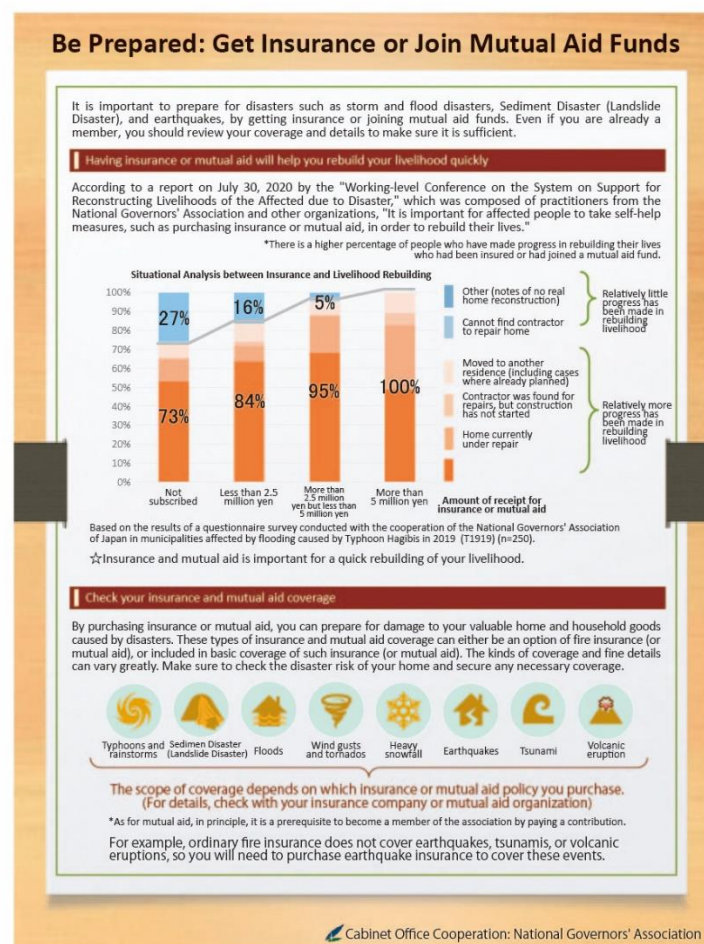 Be Prepared: Get Insurance or Join Mutual Aid Funds
It is important to prepare for disasters such as storm and flood disasters, Sediment Disaster (Landslide
Disaster), and earthquakes, by getting insurance or joining mutual aid funds. Even if you are already a
member, you should review your coverage and details to make sure it is sufficient.
Having insurance or mutual aid will help you rebuild your livelihood quickly
According to a report on July 30, 2020 by the "Working-level Conference on the System on Support for
Reconstructing Livelihoods of the Affected due to Disaster," which was composed of practitioners from the
National Governors' Association and other organizations, "It is important for affected people to take self-help
measures, such as purchasing insurance or mutual aid, in order to rebuild their lives."
*There is a higher percentage of people who have made progress in rebuilding their lives
who had been insured or had joined a mutual aid fund.
Situational Analysis between Insurance and Livelihood Rebuilding
100%
90%
80%
70%
60%
50%
40%
30%
20%
10%
0%
27%
16%
5%
73%
84%
95%
100%
Not
subscribed
Less than 2.5
million yen
More than
2.5 million
yen but less than
5 million yen
More than
5 million yen
Amount of receipt for
insurance or mutual aid
Other (notes of no real
home reconstruction)
Cannot find contractor
to repair home
Relatively little
progress has
been made in
rebuilding
livelihood
Moved to another
residence (including cases
where already planned)
Contractor was found for
repairs, but construction
has not started
Home currently
under repair
Relatively more
progress has
been made in
rebuilding
livelihood
Based on the results of a questionnaire survey conducted with the cooperation of the National Governors' Association
of Japan in municipalities affected by flooding caused by Typhoon Hagibis in 2019 (T1919) (n=250).
☆Insurance and mutual aid is important for a quick rebuilding of your livelihood.
Check your insurance and mutual aid coverage
By purchasing insurance or mutual aid, you can prepare for damage to your valuable home and household goods
caused by disasters. These types of insurance and mutual aid coverage can either be an option of fire insurance (or
mutual aid), or included in basic coverage of such insurance (or mutual aid). The kinds of coverage and fine details
can vary greatly. Make sure to check the disaster risk of your home and secure any necessary coverage.
Typhoons and
rainstorms
Sedimen Disaster
(Landslide Disaster)
Floods
Wind gusts
and tornados
Heavy
snowfall
Earthquakes
Tsunami
Volcanic
eruption
The scope of coverage depends on which insurance or mutual aid policy you purchase.
(For details, check with your insurance company or mutual aid organization)
*As for mutual aid, in principle, it is a prerequisite to become a member of the association by paying a contribution.
For example, ordinary fire insurance does not cover earthquakes, tsunamis, or volcanic
eruptions, so you will need to purchase earthquake insurance to cover these events.
Cabinet Office Cooperation: National Governors' Association